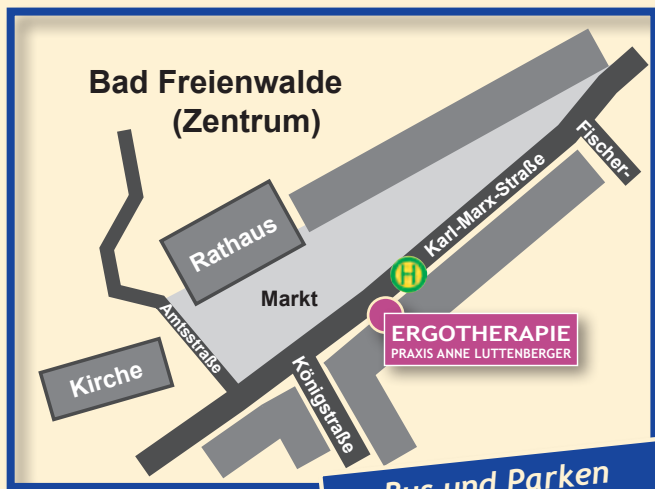 Bad Freienwalde
(Zentrum)
Fischer-
Karl-Marx-Straße
Rathaus
H
Markt
Amtsstraße
ERGOTHERAPIE
PRAXIS ANNE LUTTENBERGER
Kirche
Königstraße
Bus und Parken